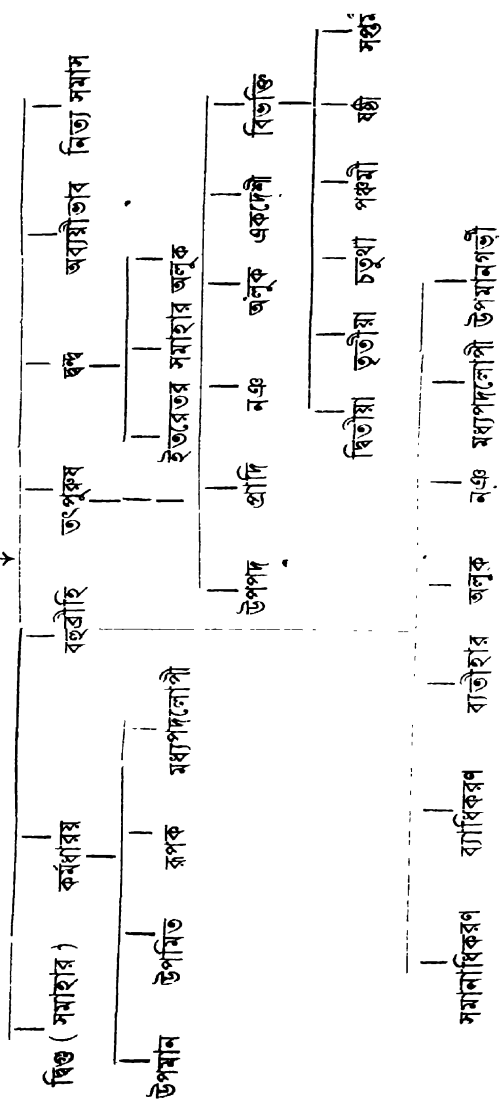 দ্বিগু ( সমাহার ) কর্মধারয় বহুব্রীহি তৎপুরুষ দ্বন্দ্ব অব্যয়ীভাব নিত্য সমাস
উপমান উপমিত রূপক মধ্যপদলোপী ইতরেতর সমাহার অলুক
উপপদ প্রাদি নঞ অলুক একদেশী বিভক্তি
দ্বিতীয়া তৃতীয়া চতুর্থী পঞ্চমী ষষ্ঠী
সমানাধিকরণ ব্যাধিকরণ ব্যতীহার অলুক নঞ মধ্যপদলোপী উপমানগর্ভ